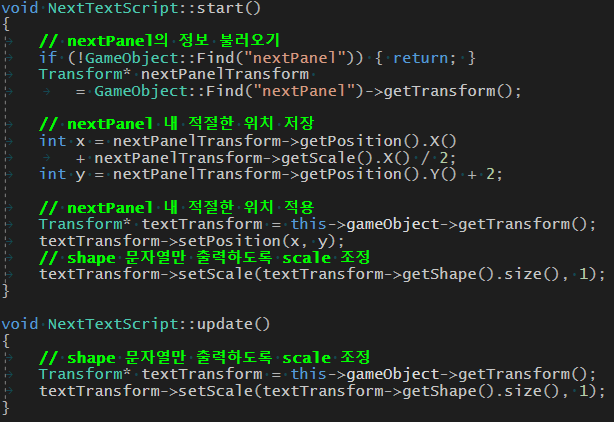 void NextTextScript::start()
{
// nextPanel의 정보 불러오기
if (!GameObject::Find("nextPanel")) { return; }
Transform* nextPanelTransform
= GameObject::Find("nextPanel")->getTransform();
// nextPanel 내 적절한 위치 저장
int x = nextPanelTransform->getPosition().X()
+ nextPanelTransform->getScale().X() / 2;
int y = nextPanelTransform->getPosition().Y() + 2;
// nextPanel 내 적절한 위치 적용
Transform* textTransform = this->gameObject->getTransform();
textTransform->setPosition(x, y);
// shape 문자열만 출력하도록 scale 조정
textTransform->setScale(textTransform->getShape().size(), 1);
}
void NextTextScript::update()
{
// shape 문자열만 출력하도록 scale 조정
Transform* textTransform = this->gameObject->getTransform();
textTransform->setScale(textTransform->getShape().size(), 1);
}